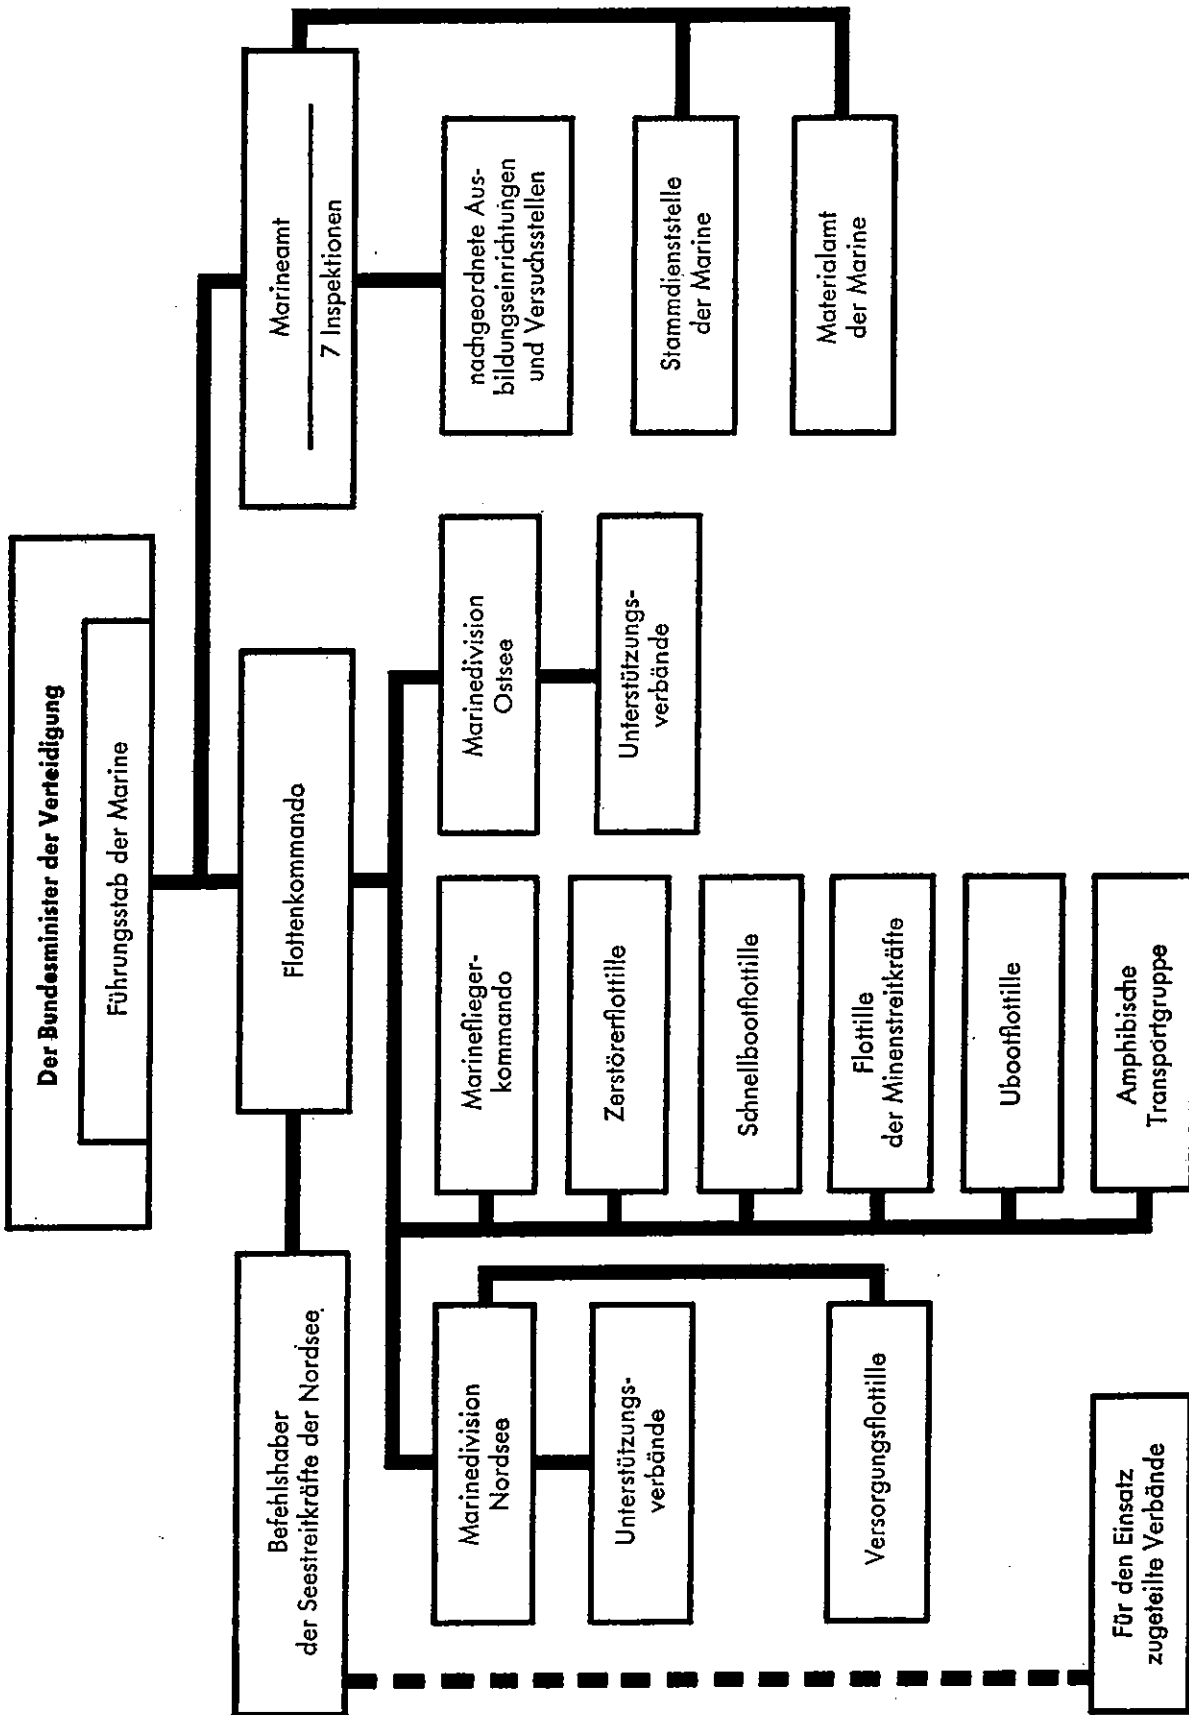 Der Bundesminister der Verteidigung
Führungsstab der Marine
Befehlshaber
der Seestreitkräfte der Nordsee
Flottenkommando
Marineamt
7 Inspektionen
Marinedivision
Nordsee
Unterstützungs-
verbände
Versorgungsflottille
Für den Einsatz
zugeteilte Verbände
Marineflieger-
kommando
Zerstörerflottille
Schnellbootflottille
Flottille
der Minenstreitkräfte
Ubootflottille
Amphibische
Transportgruppe
Marinedivision
Ostsee
Unterstützungs-
verbände
nachgeordnete Aus-
bildungseinrichtungen
und Versuchsstellen
Stammdienststelle
der Marine
Materialamt
der Marine